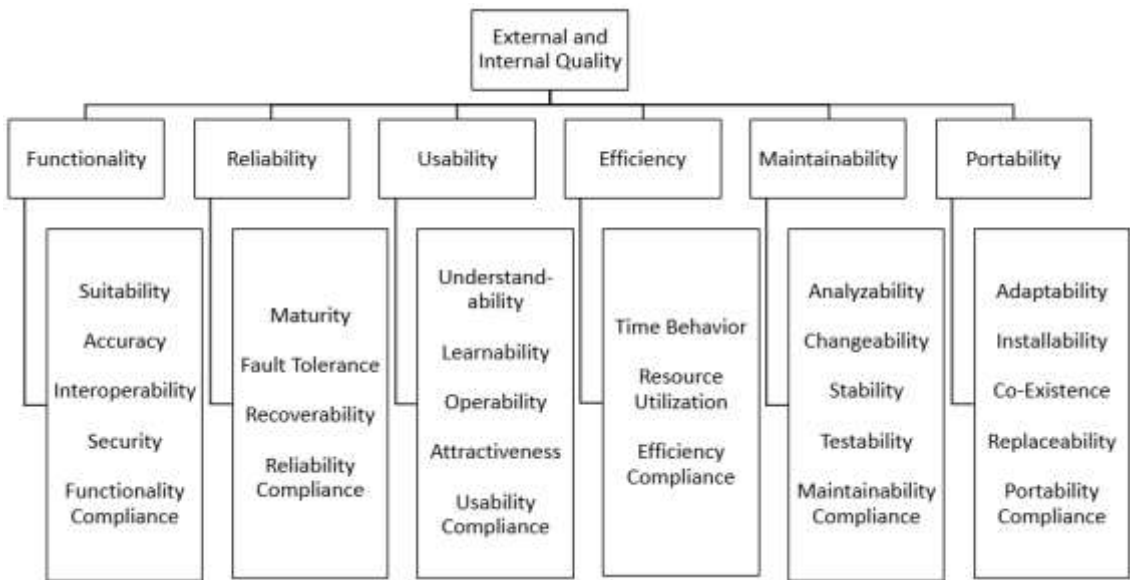 External and
Internal Quality
Functionality
Reliability
Usability
Efficiency
Maintainability
Portability
Suitability
Accuracy
Interoperability
Security
Functionality
Compliance
Maturity
Fault Tolerance
Recoverability
Reliability
Compliance
Understand-
ability
Learnability
Operability
Attractiveness
Usability
Compliance
Time Behavior
Resource
Utilization
Efficiency
Compliance
Analyzability
Changeability
Stability
Testability
Maintainability
Compliance
Adaptability
Installability
Co-Existence
Replaceability
Portability
Compliance